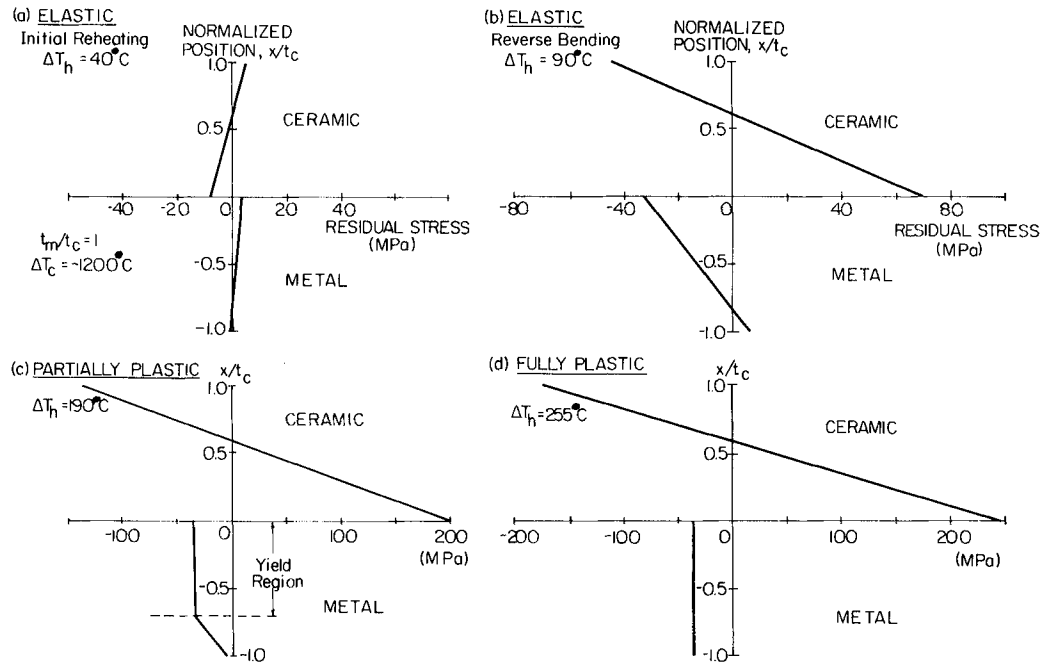 (a) ELASTIC
Initial Reheating
ΔTh = 40°C
NORMALIZED
POSITION, x/tc
1.0
CERAMIC
0.5
-40
-20
0
20
40
80
RESIDUAL STRESS
(MPa)
tm/tc = 1
ΔTc = -1200°C
-0.5
METAL
-1.0
(b) ELASTIC
Reverse Bending
ΔTh = 90°C
NORMALIZED
POSITION, x/tc
1.0
CERAMIC
0.5
-80
-40
0
40
80
RESIDUAL STRESS
(MPa)
-0.5
METAL
-1.0
(c) PARTIALLY PLASTIC
x/tc
ΔTh = 190°C
1.0
CERAMIC
0.5
-100
0
100
200
(MPa)
Yield
Region
-0.5
METAL
-1.0
(d) FULLY PLASTIC
x/tc
ΔTh = 255°C
1.0
CERAMIC
0.5
-200
-100
0
100
200
(MPa)
-0.5
METAL
-1.0